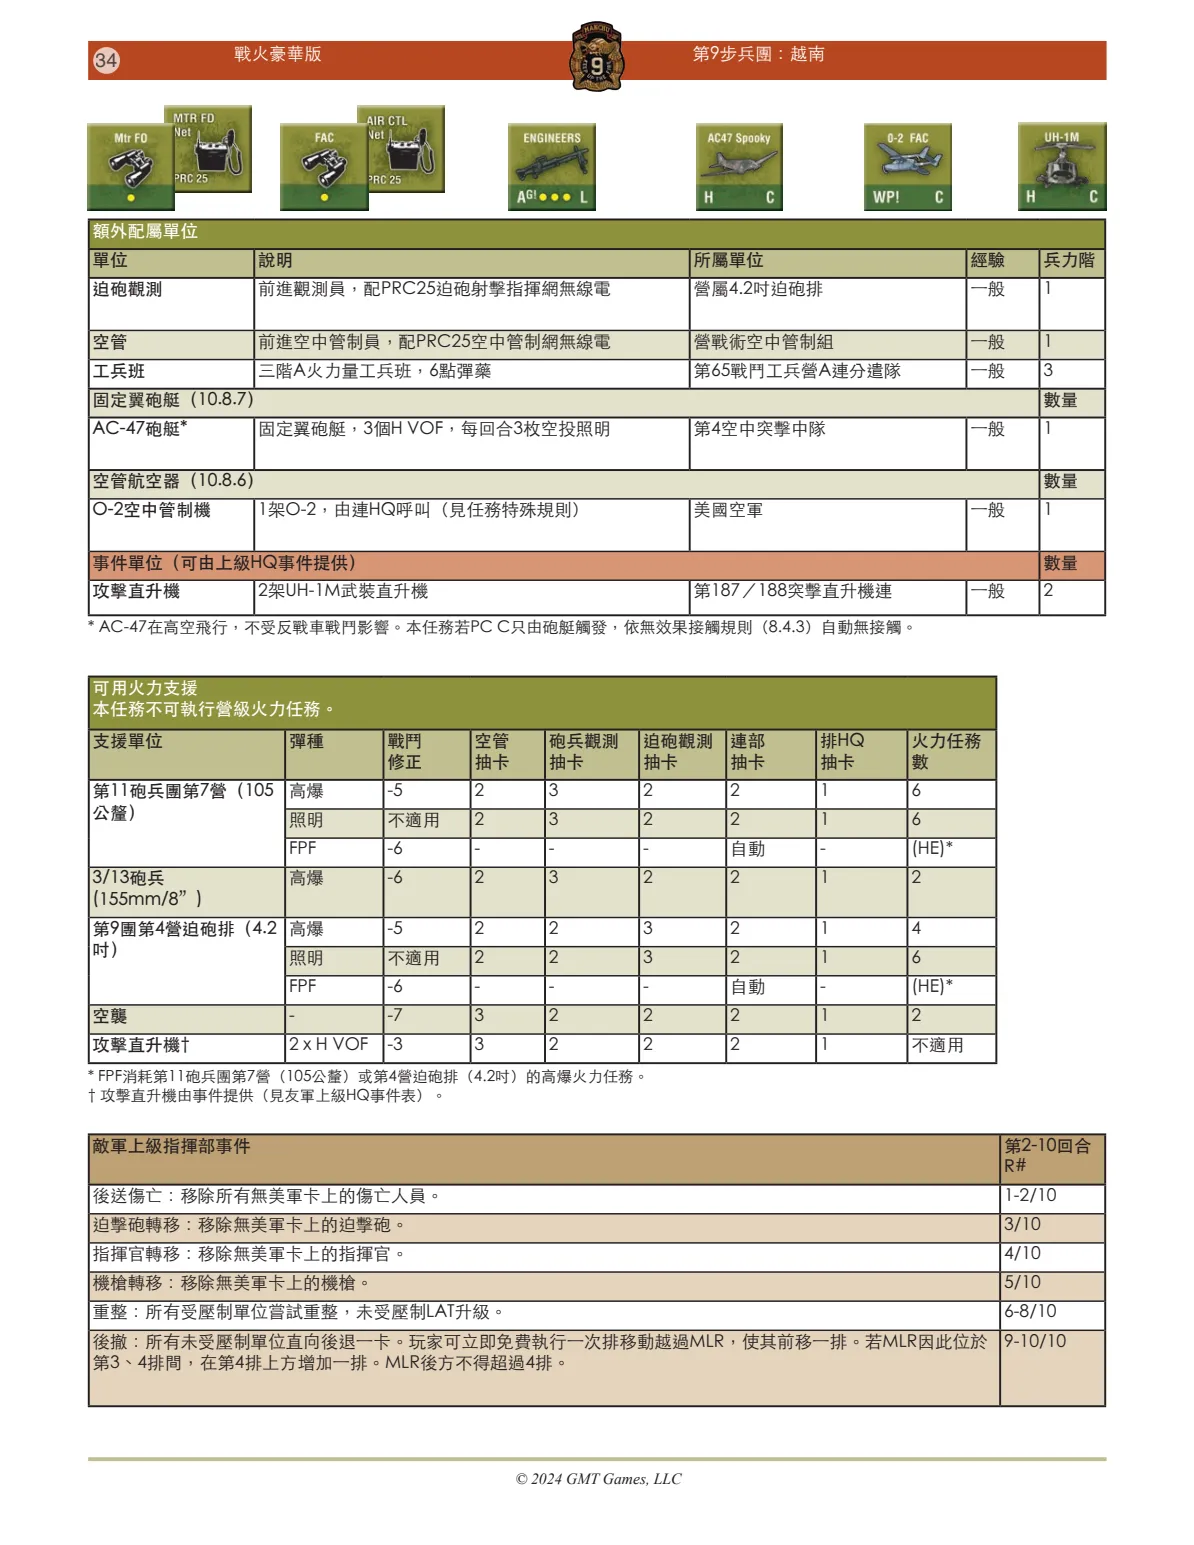 34
戰火豪華版
MANCHU
9
第9步兵團：越南
Mtr FO
MTR FD
Net
PRC 25
FAC
AIR CTL
Net
PRC 25
ENGINEERS
AG! L
AC47 Spooky
H C
O-2 FAC
WP! C
UH-1M
H C
額外配屬單位
單位 說明 所屬單位 經驗 兵力階
迫砲觀測 前進觀測員，配PRC25迫砲射擊指揮網無線電 營屬4.2吋迫砲排 一般 1
空管 前進空中管制員，配PRC25空中管制網無線電 營戰術空中管制組 一般 1
工兵班 三階A火力量工兵班，6點彈藥 第65戰鬥工兵營A連分遣隊 一般 3
固定翼砲艇（10.8.7） 數量
AC-47砲艇* 固定翼砲艇，3個H VOF，每回合3枚空投照明 第4空中突擊中隊 一般 1
空管航空器（10.8.6） 數量
O-2空中管制機 1架O-2，由連HQ呼叫（見任務特殊規則） 美國空軍 一般 1
事件單位（可由上級HQ事件提供） 數量
攻擊直升機 2架UH-1M武裝直升機 第187／188突擊直升機連 一般 2
* AC-47在高空飛行，不受反戰車戰鬥影響。本任務若PC C只由砲艇觸發，依無效果接觸規則（8.4.3）自動無接觸。
可用火力支援
本任務不可執行營級火力任務。
支援單位 彈種 戰鬥 空管 砲兵觀測 迫砲觀測 連部 排HQ 火力任務
修正 抽卡 抽卡 抽卡 抽卡 抽卡 數
第11砲兵團第7營（105 高爆 -5 2 3 2 2 1 6
公釐） 照明 不適用 2 3 2 2 1 6
FPF -6 - - - 自動 - (HE)*
3/13砲兵 高爆 -6 2 3 2 2 1 2
(155mm/8”)
第9團第4營迫砲排（4.2 高爆 -5 2 2 3 2 1 4
吋） 照明 不適用 2 2 3 2 1 6
FPF -6 - - - 自動 - (HE)*
空襲 - -7 3 2 2 2 1 2
攻擊直升機† 2 x H VOF -3 3 2 2 2 1 不適用
* FPF消耗第11砲兵團第7營（105公釐）或第4營迫砲排（4.2吋）的高爆火力任務。
† 攻擊直升機由事件提供（見友軍上級HQ事件表）。
敵軍上級指揮部事件 第2-10回合
R#
後送傷亡：移除所有無美軍卡上的傷亡人員。 1-2/10
迫擊砲轉移：移除無美軍卡上的迫擊砲。 3/10
指揮官轉移：移除無美軍卡上的指揮官。 4/10
機槍轉移：移除無美軍卡上的機槍。 5/10
重整：所有受壓制單位嘗試重整，未受壓制LAT升級。 6-8/10
後撤：所有未受壓制單位直向後退一卡。玩家可立即免費執行一次排移動越過MLR，使其前移一排。若MLR因此位於 9-10/10
第3、4排間，在第4排上方增加一排。MLR後方不得超過4排。
© 2024 GMT Games, LLC